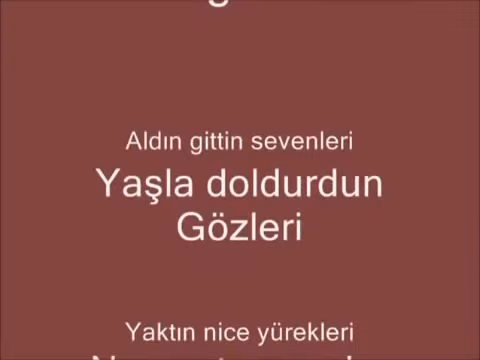 Aldın gittin sevenleri
Yaşla doldurdun
Gözleri
Yaktın nice yürekleri